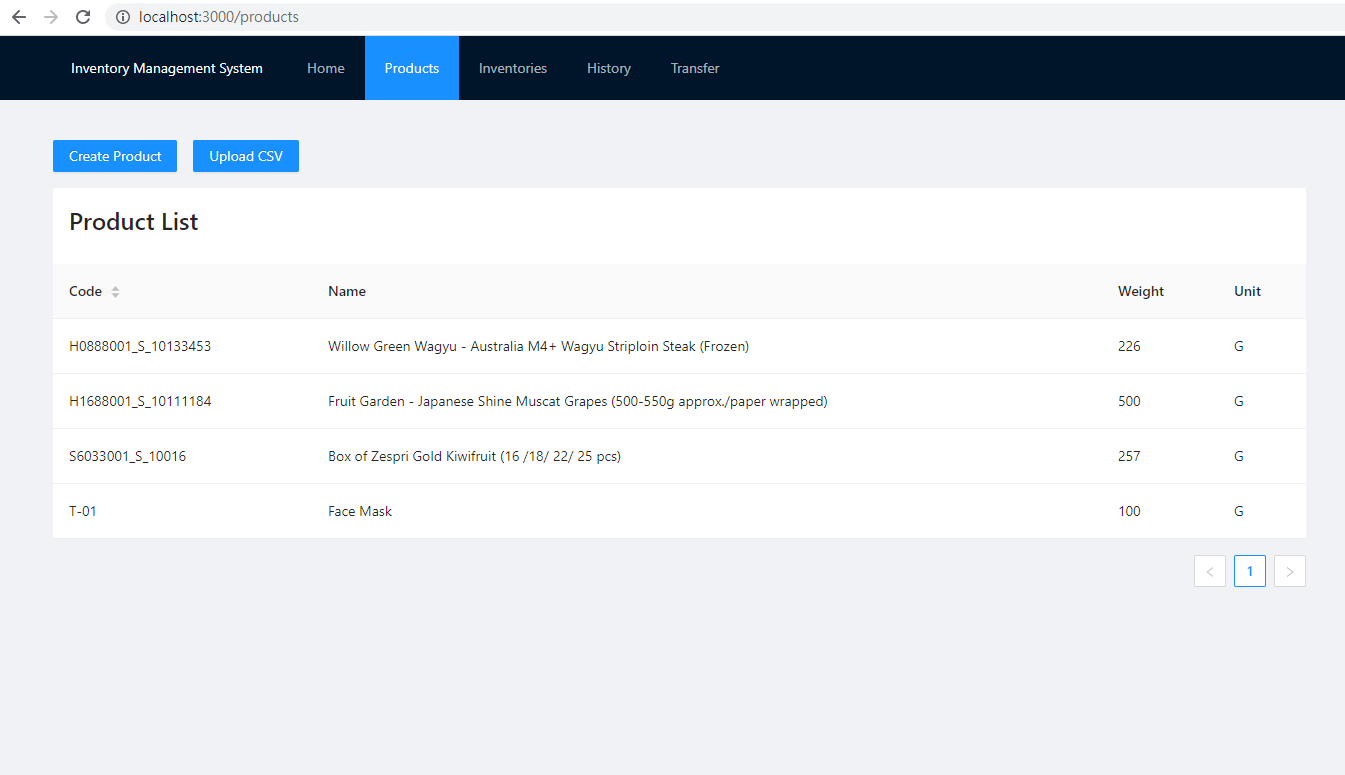 localhost:3000/products
Inventory Management System Home Products Inventories History Transfer
Create Product Upload CSV
Product List
Code Name Weight Unit
H0888001_S_10133453 Willow Green Wagyu - Australia M4+ Wagyu Striploin Steak (Frozen) 226 G
H1688001_S_10111184 Fruit Garden - Japanese Shine Muscat Grapes (500-550g approx./paper wrapped) 500 G
S6033001_S_10016 Box of Zespri Gold Kiwifruit (16 /18/ 22/ 25 pcs) 257 G
T-01 Face Mask 100 G
< 1 >